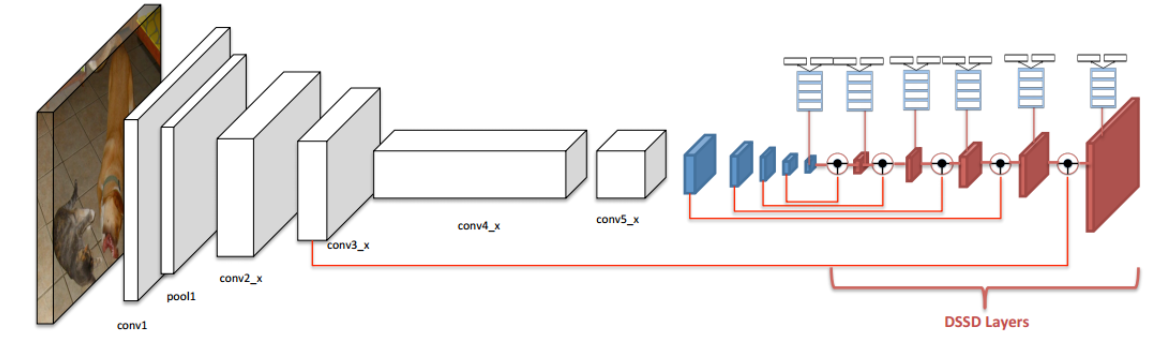 conv1
pool1
conv2_x
conv3_x
conv4_x
conv5_x
DSSD Layers